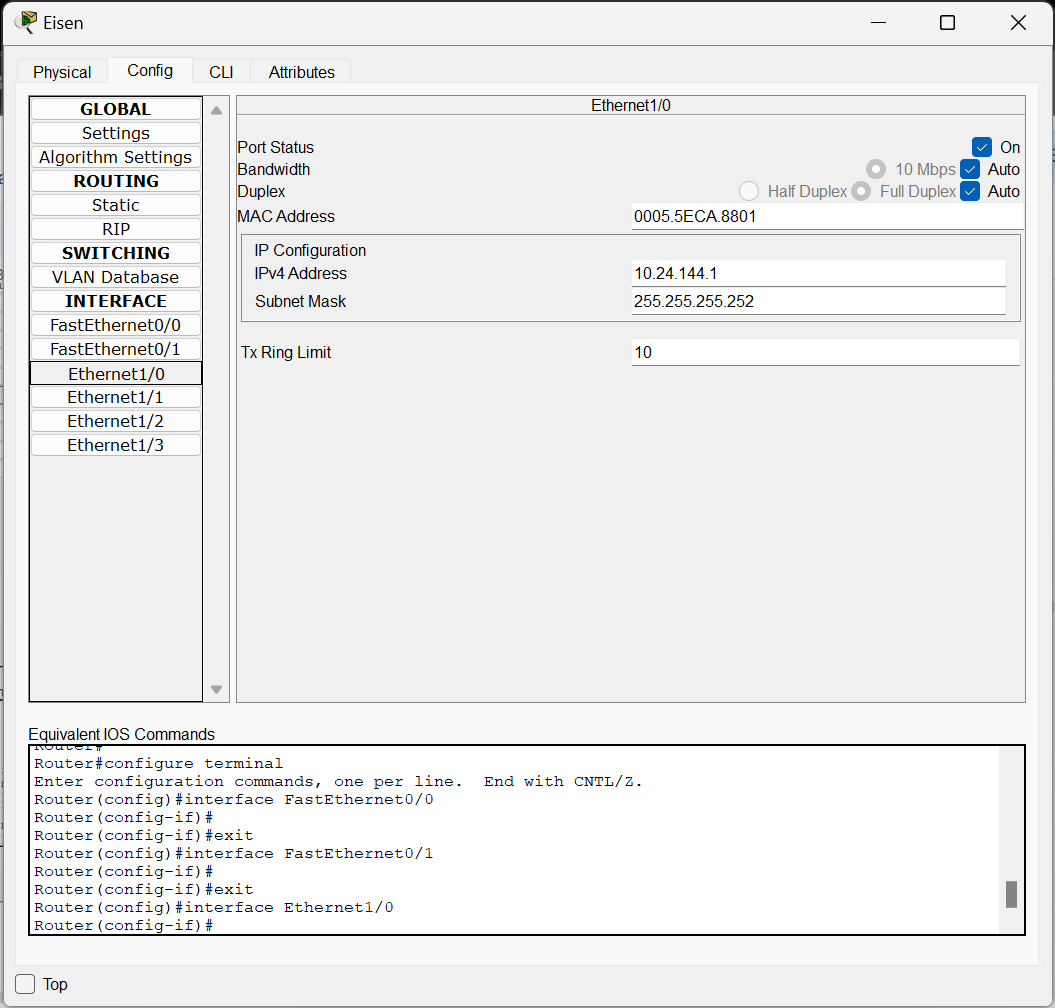 Eisen
Physical Config CLI Attributes
GLOBAL
Settings
Algorithm Settings
ROUTING
Static
RIP
SWITCHING
VLAN Database
INTERFACE
FastEthernet0/0
FastEthernet0/1
Ethernet1/0
Ethernet1/1
Ethernet1/2
Ethernet1/3
Ethernet1/0
Port Status On
Bandwidth 10 Mbps Auto
Duplex Half Duplex Full Duplex Auto
MAC Address 0005.5ECA.8801
IP Configuration
IPv4 Address 10.24.144.1
Subnet Mask 255.255.255.252
Tx Ring Limit 10
Equivalent IOS Commands
Router#
Router#configure terminal
Enter configuration commands, one per line.  End with CNTL/Z.
Router(config)#interface FastEthernet0/0
Router(config-if)#
Router(config-if)#exit
Router(config)#interface FastEthernet0/1
Router(config-if)#
Router(config-if)#exit
Router(config)#interface Ethernet1/0
Router(config-if)#
Top